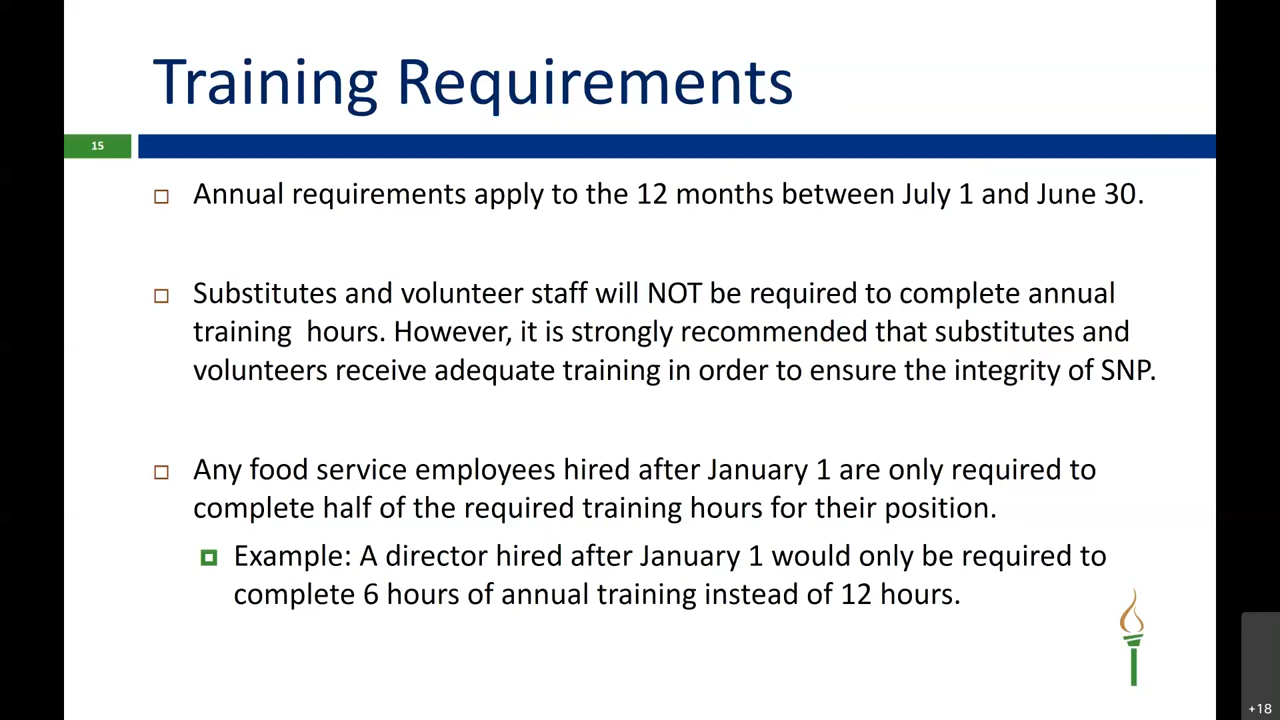 Training Requirements
15
Annual requirements apply to the 12 months between July 1 and June 30.
Substitutes and volunteer staff will NOT be required to complete annual
training  hours. However, it is strongly recommended that substitutes and
volunteers receive adequate training in order to ensure the integrity of SNP.
Any food service employees hired after January 1 are only required to
complete half of the required training hours for their position.
Example: A director hired after January 1 would only be required to
complete 6 hours of annual training instead of 12 hours.
+18